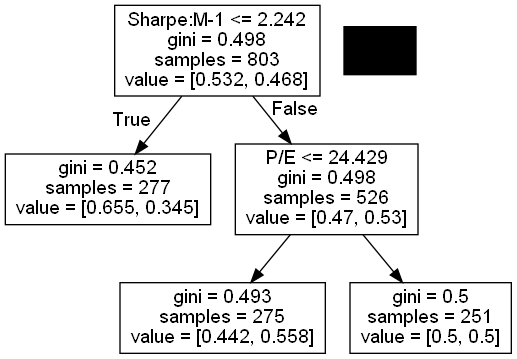 Sharpe:M-1 <= 2.242
gini = 0.498
samples = 803
value = [0.532, 0.468]
True
False
gini = 0.452
samples = 277
value = [0.655, 0.345]
P/E <= 24.429
gini = 0.498
samples = 526
value = [0.47, 0.53]
gini = 0.493
samples = 275
value = [0.442, 0.558]
gini = 0.5
samples = 251
value = [0.5, 0.5]